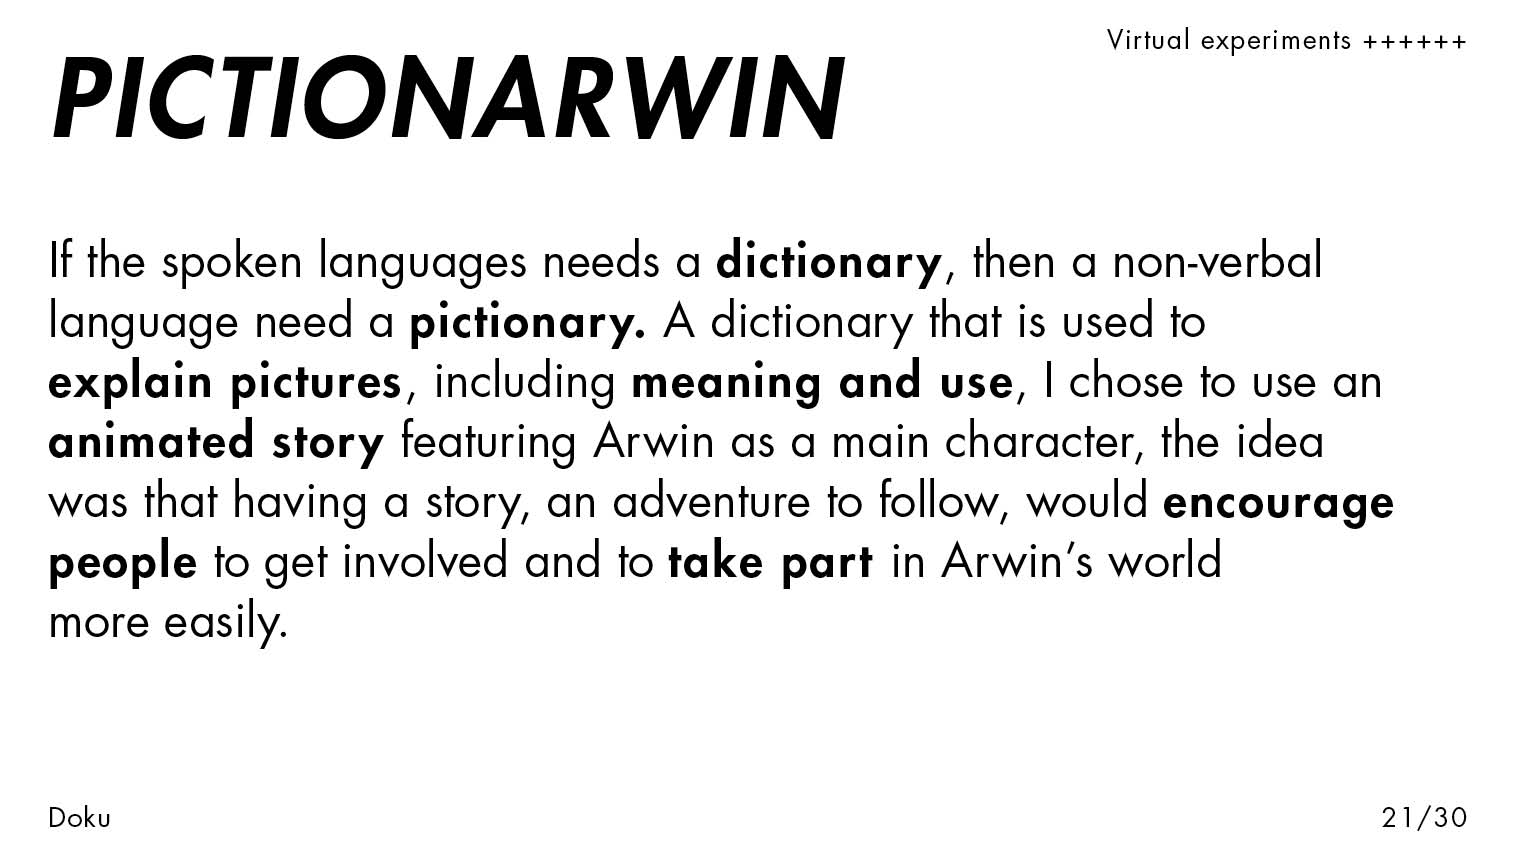 Virtual experiments ++++++
PICTIONARWIN
If the spoken languages needs a dictionary, then a non-verbal
language need a pictionary. A dictionary that is used to
explain pictures, including meaning and use, I chose to use an
animated story featuring Arwin as a main character, the idea
was that having a story, an adventure to follow, would encourage
people to get involved and to take part in Arwin’s world
more easily.
Doku
21/30